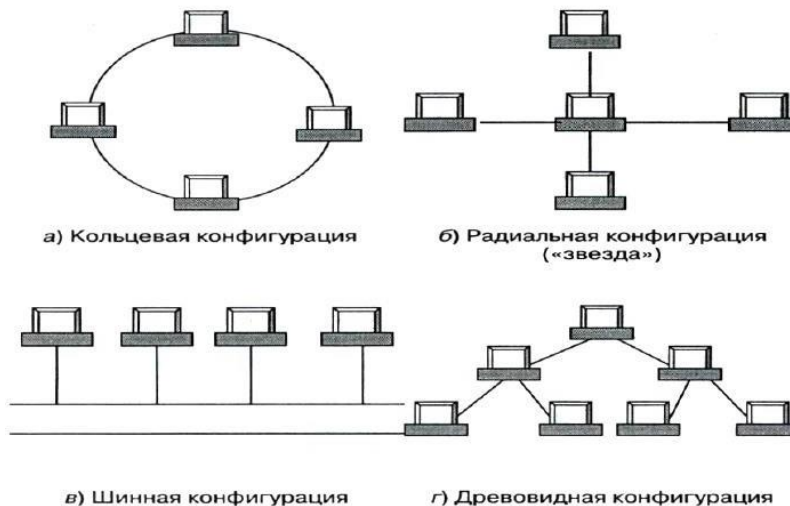 а) Кольцевая конфигурация
б) Радиальная конфигурация
(«звезда»)
в) Шинная конфигурация
г) Древовидная конфигурация